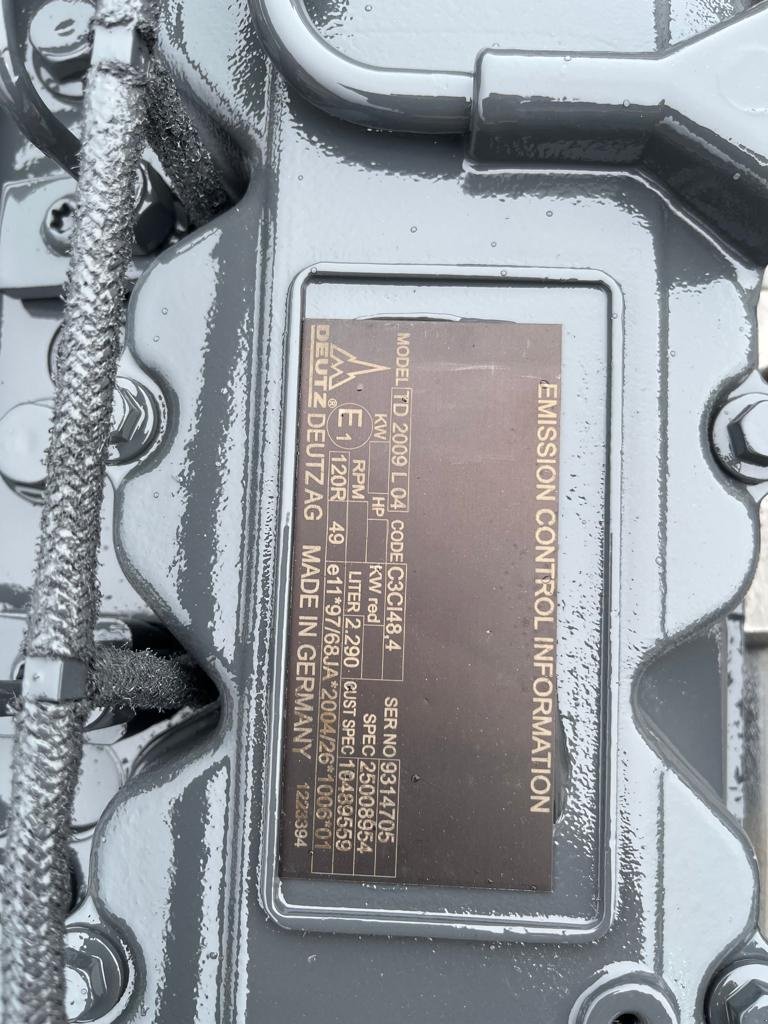 EMISSION CONTROL INFORMATION
MODEL TD 2009 L 04 CODE C3CI48,4 SER NO 9314705
KW HP KW red SPEC 25008954
RPM LITER 2.290 CUST SPEC 10489559
E1 120R 49 e11*97/68JA*2004/26*1006*01
DEUTZ® DEUTZ AG MADE IN GERMANY 1223394